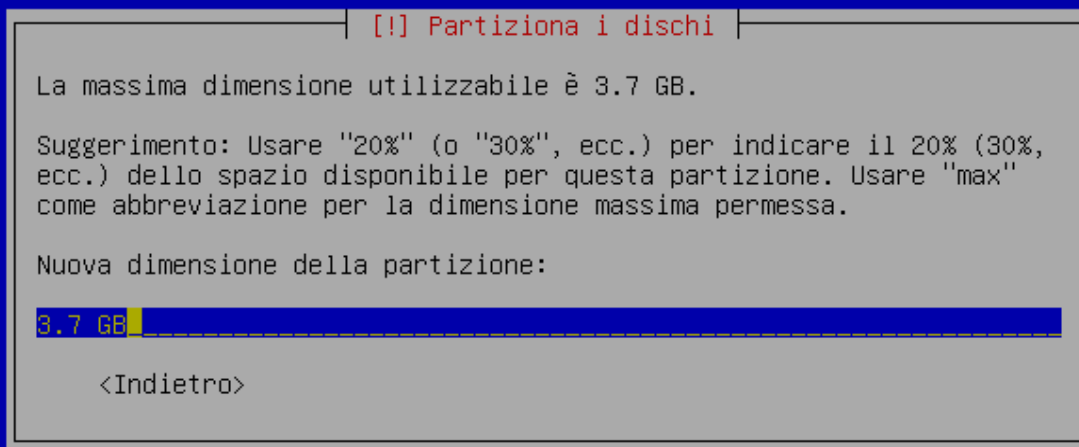 [!] Partiziona i dischi
La massima dimensione utilizzabile è 3.7 GB.
Suggerimento: Usare "20%" (o "30%", ecc.) per indicare il 20% (30%,
ecc.) dello spazio disponibile per questa partizione. Usare "max"
come abbreviazione per la dimensione massima permessa.
Nuova dimensione della partizione:
3.7 GB
<Indietro>